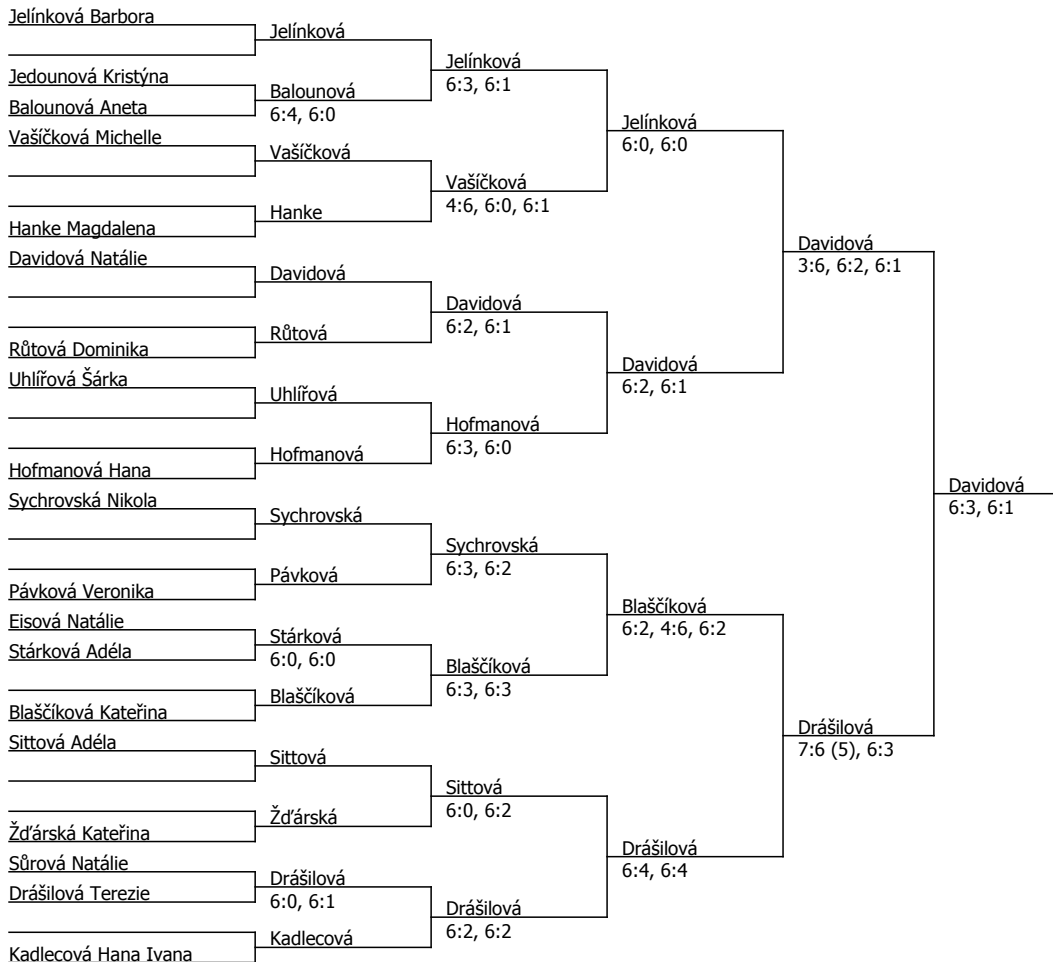 Jelínková Barbora
Jedounová Kristýna
Balounová Aneta
Vašíčková Michelle
Hanke Magdalena
Davidová Natálie
Růtová Dominika
Uhlířová Šárka
Hofmanová Hana
Sychrovská Nikola
Pávková Veronika
Eisová Natálie
Stárková Adéla
Blaščíková Kateřina
Sittová Adéla
Žďárská Kateřina
Sůrová Natálie
Drášilová Terezie
Kadlecová Hana Ivana
Jelínková
Balounová
6:4, 6:0
Vašíčková
Hanke
Davidová
Růtová
Uhlířová
Hofmanová
Sychrovská
Pávková
Stárková
6:0, 6:0
Blaščíková
Sittová
Žďárská
Drášilová
6:0, 6:1
Kadlecová
Jelínková
6:3, 6:1
Vašíčková
4:6, 6:0, 6:1
Davidová
6:2, 6:1
Hofmanová
6:3, 6:0
Sychrovská
6:3, 6:2
Blaščíková
6:3, 6:3
Sittová
6:0, 6:2
Drášilová
6:2, 6:2
Jelínková
6:0, 6:0
Davidová
6:2, 6:1
Blaščíková
6:2, 4:6, 6:2
Drášilová
6:4, 6:4
Davidová
3:6, 6:2, 6:1
Drášilová
7:6 (5), 6:3
Davidová
6:3, 6:1